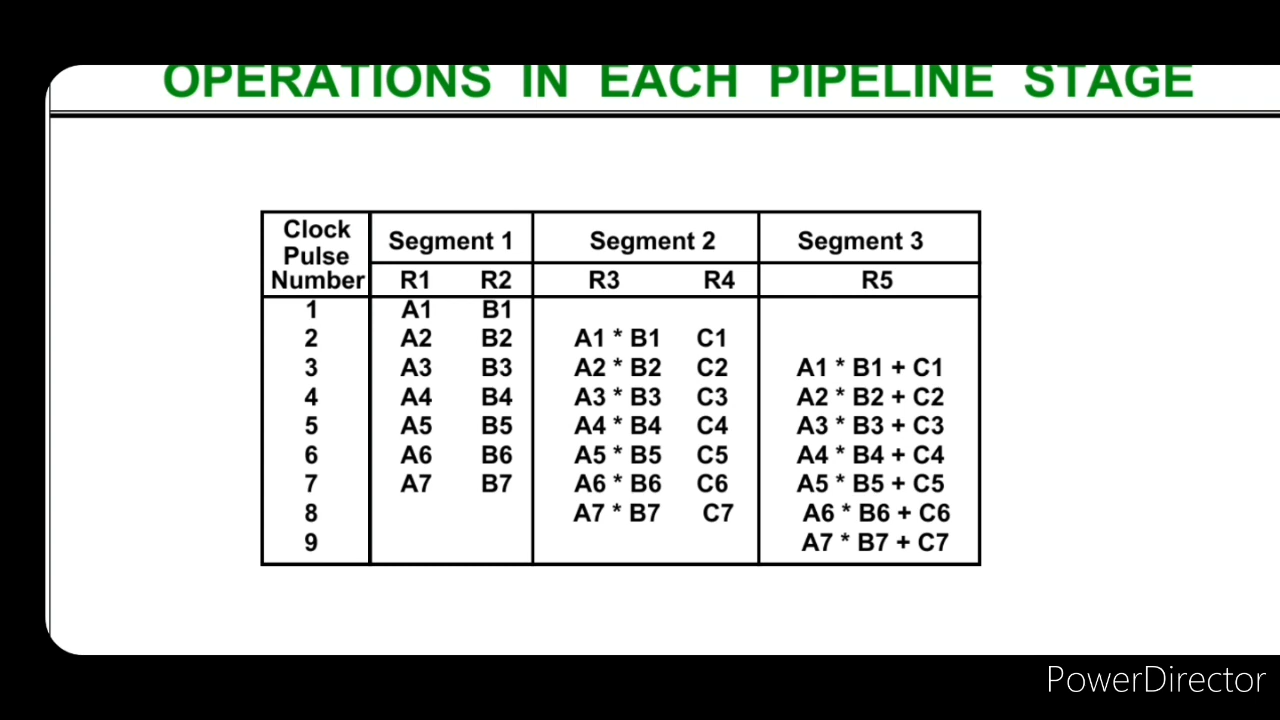 OPERATIONS IN EACH PIPELINE STAGE
Clock Pulse Number Segment 1 Segment 2 Segment 3
R1 R2 R3 R4 R5
1 A1 B1
2 A2 B2 A1 * B1 C1
3 A3 B3 A2 * B2 C2 A1 * B1 + C1
4 A4 B4 A3 * B3 C3 A2 * B2 + C2
5 A5 B5 A4 * B4 C4 A3 * B3 + C3
6 A6 B6 A5 * B5 C5 A4 * B4 + C4
7 A7 B7 A6 * B6 C6 A5 * B5 + C5
8 A7 * B7 C7 A6 * B6 + C6
9 A7 * B7 + C7
PowerDirector